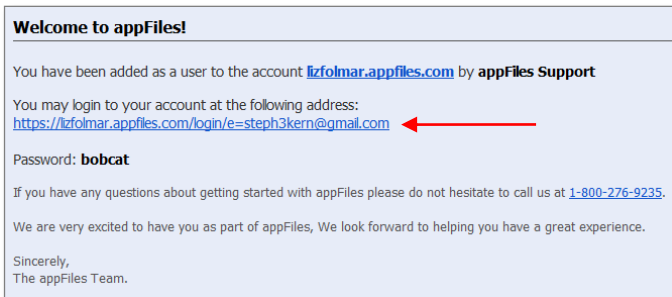 Welcome to appFiles!
You have been added as a user to the account lizfolmar.appfiles.com by appFiles Support
You may login to your account at the following address:
https://lizfolmar.appfiles.com/login/e=steph3kern@gmail.com
Password: bobcat
If you have any questions about getting started with appFiles please do not hesitate to call us at 1-800-276-9235.
We are very excited to have you as part of appFiles, We look forward to helping you have a great experience.
Sincerely,
The appFiles Team.